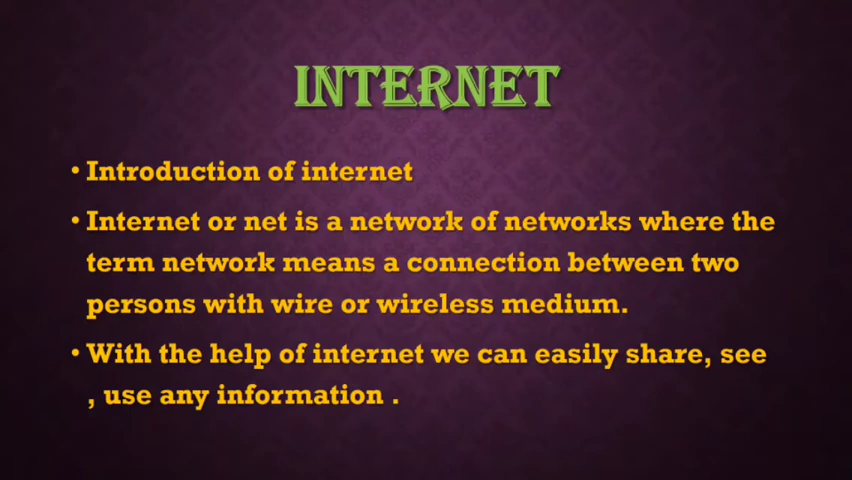 INTERNET
• Introduction of internet
• Internet or net is a network of networks where the
term network means a connection between two
persons with wire or wireless medium.
• With the help of internet we can easily share, see
, use any information .